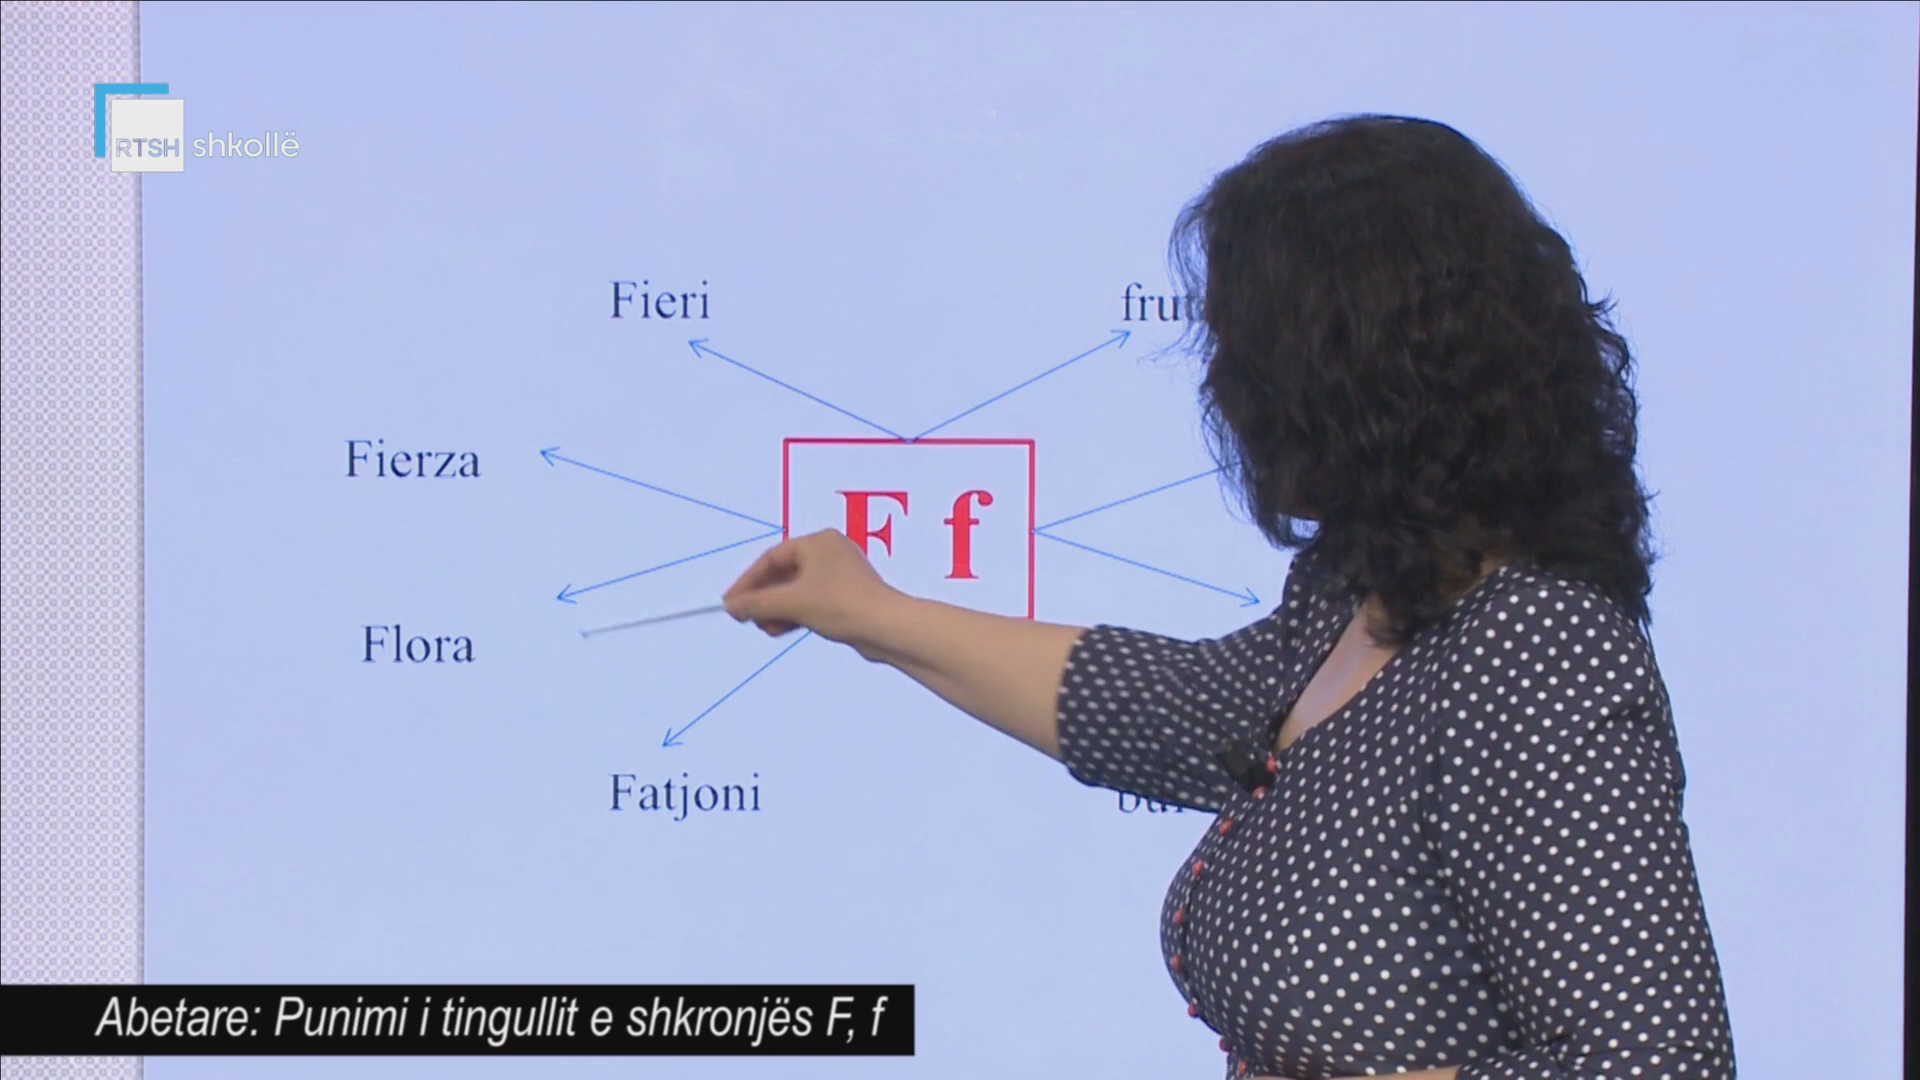 RTSH shkollë
Fieri
Fierza
F f
Flora
Fatjoni
Abetare: Punimi i tingullit e shkronjës F, f